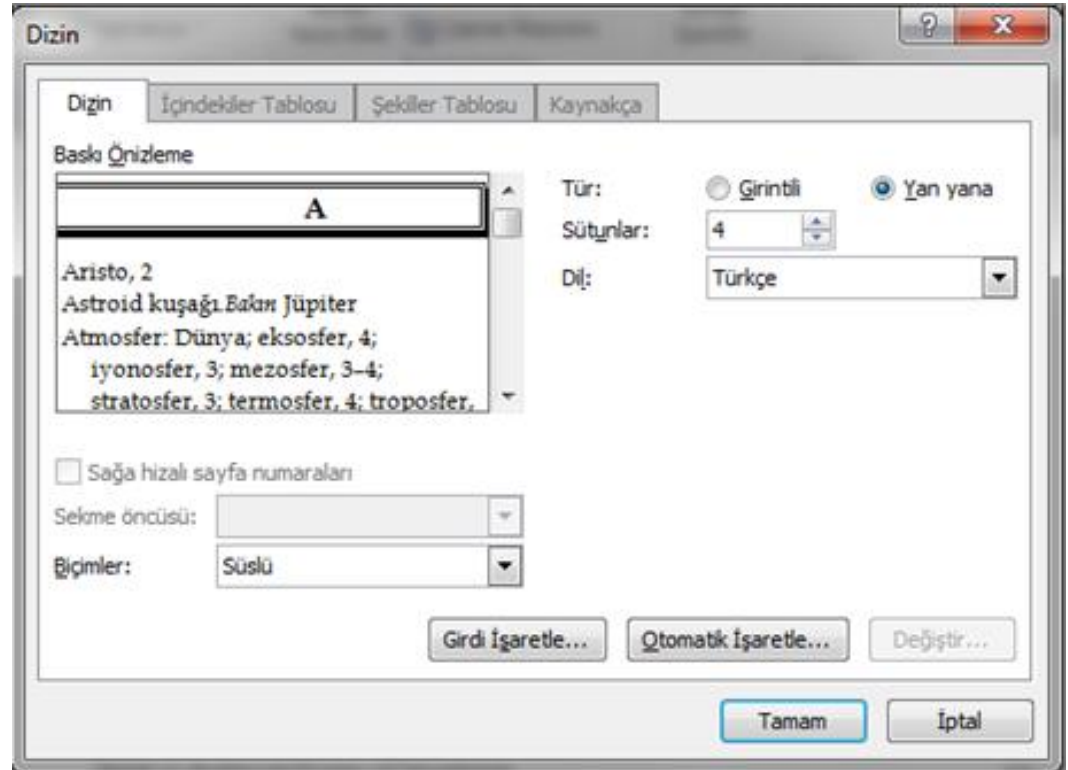 Dizin
Dizin İçindekiler Tablosu Şekiller Tablosu Kaynakça
Baskı Önizleme
A
Aristo, 2
Astroid kuşağı.Bakın Jüpiter
Atmosfer: Dünya; eksosfer, 4;
iyonosfer, 3; mezosfer, 3–4;
stratosfer, 3; termosfer, 4; troposfer,
Tür: Girintili Yan yana
Sütunlar: 4
Dil: Türkçe
Sağa hizalı sayfa numaraları
Sekme öncüsü:
Biçimler: Süslü
Girdi İşaretle... Otomatik İşaretle... Değiştir...
Tamam İptal